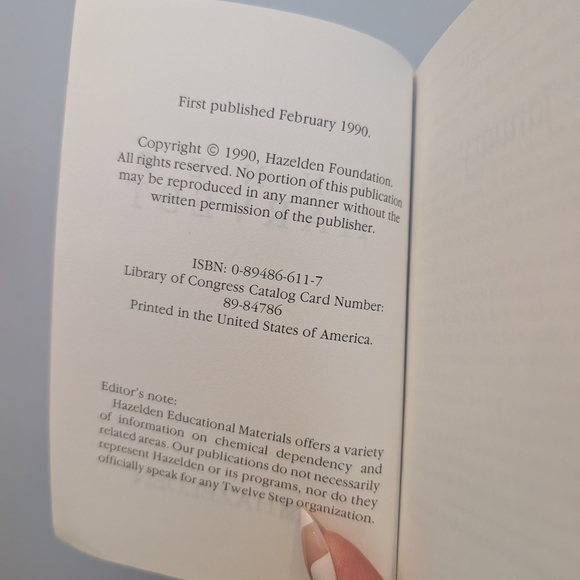 First published February 1990.
Copyright © 1990, Hazelden Foundation.
All rights reserved. No portion of this publication
may be reproduced in any manner without the
written permission of the publisher.
ISBN: 0-89486-611-7
Library of Congress Catalog Card Number:
89-84786
Printed in the United States of America.
Editor's note:
Hazelden Educational Materials offers a variety
of information on chemical dependency and
related areas. Our publications do not necessarily
represent Hazelden or its programs, nor do they
officially speak for any Twelve Step organization.